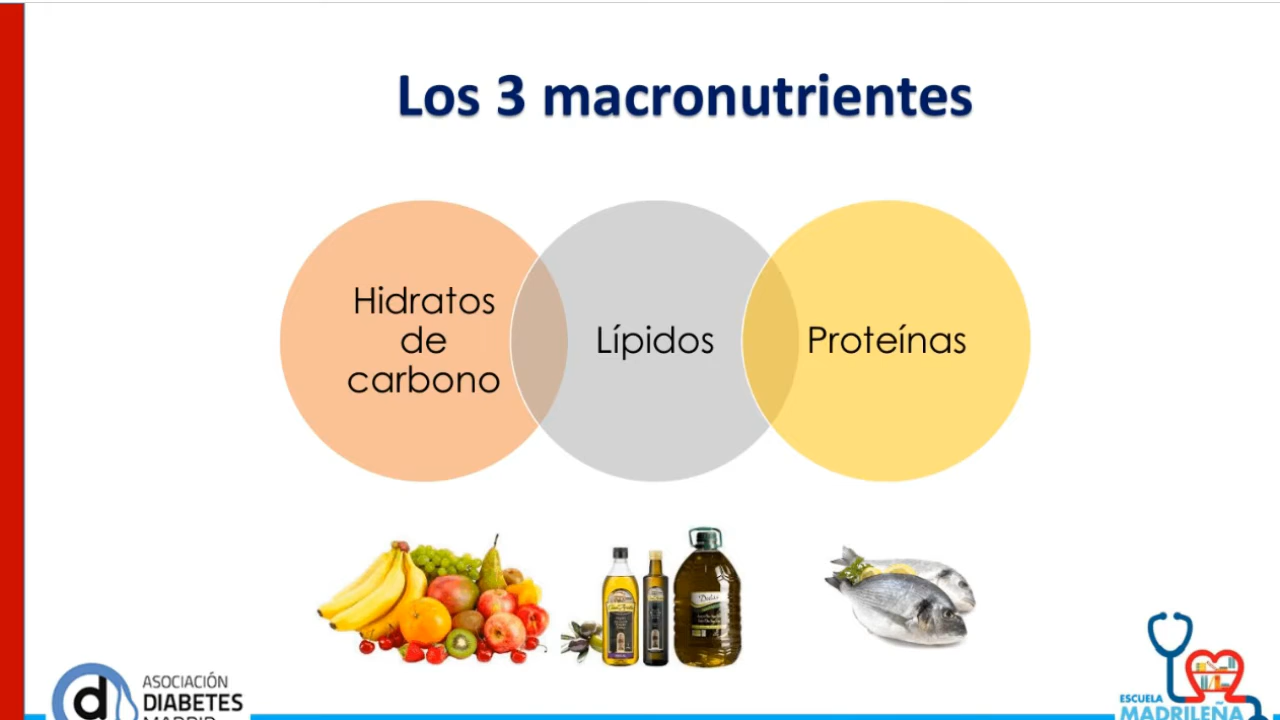 Los 3 macronutrientes
Hidratos
de
carbono
Lípidos
Proteínas
ASOCIACIÓN
DIABETES
MADRID
ESCUELA
MADRILEÑA